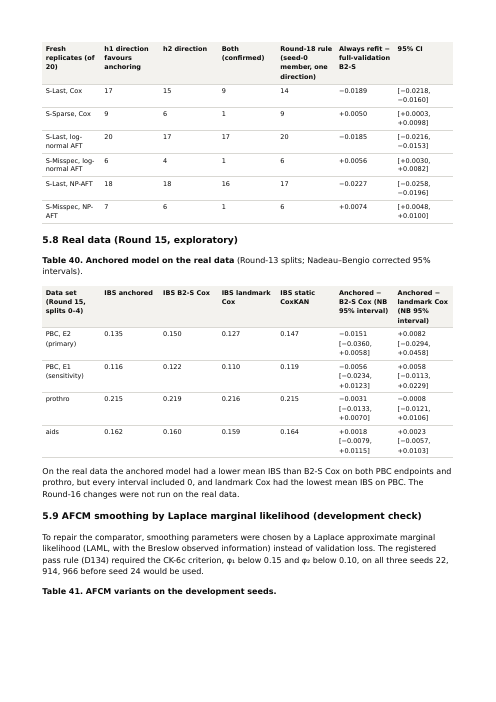 Fresh replicates (of 20) | h1 direction favours anchoring | h2 direction | Both (confirmed) | Round-18 rule (seed-0 member, one direction) | Always refit − full-validation B2-S | 95% CI
S-Last, Cox | 17 | 15 | 9 | 14 | −0.0189 | [−0.0218, −0.0160]
S-Sparse, Cox | 9 | 6 | 1 | 9 | +0.0050 | [+0.0003, +0.0098]
S-Last, log-normal AFT | 20 | 17 | 17 | 20 | −0.0185 | [−0.0216, −0.0153]
S-Misspec, log-normal AFT | 6 | 4 | 1 | 6 | +0.0056 | [+0.0030, +0.0082]
S-Last, NP-AFT | 18 | 18 | 16 | 17 | −0.0227 | [−0.0258, −0.0196]
S-Misspec, NP-AFT | 7 | 6 | 1 | 6 | +0.0074 | [+0.0048, +0.0100]
5.8 Real data (Round 15, exploratory)
Table 40. Anchored model on the real data (Round-13 splits; Nadeau–Bengio corrected 95%
intervals).
Data set (Round 15, splits 0–4) | IBS anchored | IBS B2-S Cox | IBS landmark Cox | IBS static CoxKAN | Anchored − B2-S Cox (NB 95% interval) | Anchored − landmark Cox (NB 95% interval)
PBC, E2 (primary) | 0.135 | 0.150 | 0.127 | 0.147 | −0.0151 [−0.0360, +0.0058] | +0.0082 [−0.0294, +0.0458]
PBC, E1 (sensitivity) | 0.116 | 0.122 | 0.110 | 0.119 | −0.0056 [−0.0234, +0.0123] | +0.0058 [−0.0113, +0.0229]
prothro | 0.215 | 0.219 | 0.216 | 0.215 | −0.0031 [−0.0133, +0.0070] | −0.0008 [−0.0121, +0.0106]
aids | 0.162 | 0.160 | 0.159 | 0.164 | +0.0018 [−0.0079, +0.0115] | +0.0023 [−0.0057, +0.0103]
On the real data the anchored model had a lower mean IBS than B2-S Cox on both PBC endpoints and
prothro, but every interval included 0, and landmark Cox had the lowest mean IBS on PBC. The
Round-16 changes were not run on the real data.
5.9 AFCM smoothing by Laplace marginal likelihood (development check)
To repair the comparator, smoothing parameters were chosen by a Laplace approximate marginal
likelihood (LAML, with the Breslow observed information) instead of validation loss. The registered
pass rule (D134) required the CK-6c criterion, φ₁ below 0.15 and φ₂ below 0.10, on all three seeds 22,
914, 966 before seed 24 would be used.
Table 41. AFCM variants on the development seeds.